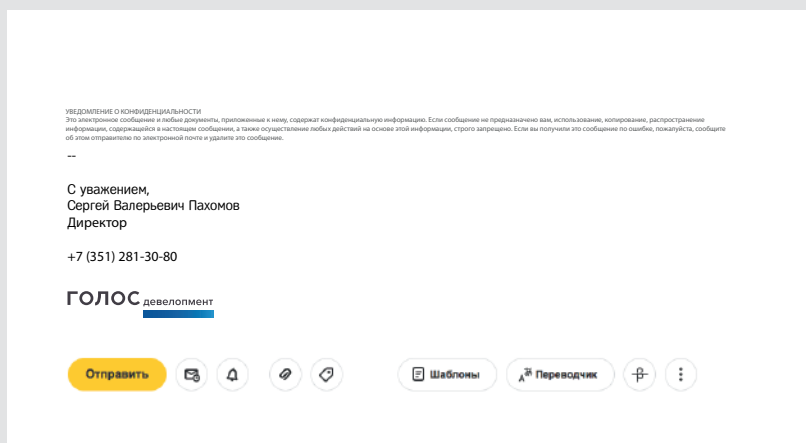 УВЕДОМЛЕНИЕ О КОНФИДЕНЦИАЛЬНОСТИ
Это электронное сообщение и любые документы, приложенные к нему, содержат конфиденциальную информацию. Если сообщение не предназначено вам, использование, копирование, распространение
информации, содержащейся в настоящем сообщении, а также осуществление любых действий на основе этой информации, строго запрещено. Если вы получили это сообщение по ошибке, пожалуйста, сообщите
об этом отправителю по электронной почте и удалите это сообщение.
--
С уважением,
Сергей Валерьевич Пахомов
Директор
+7 (351) 281-30-80
ГОЛОС девелопмент
Отправить Шаблоны Переводчик